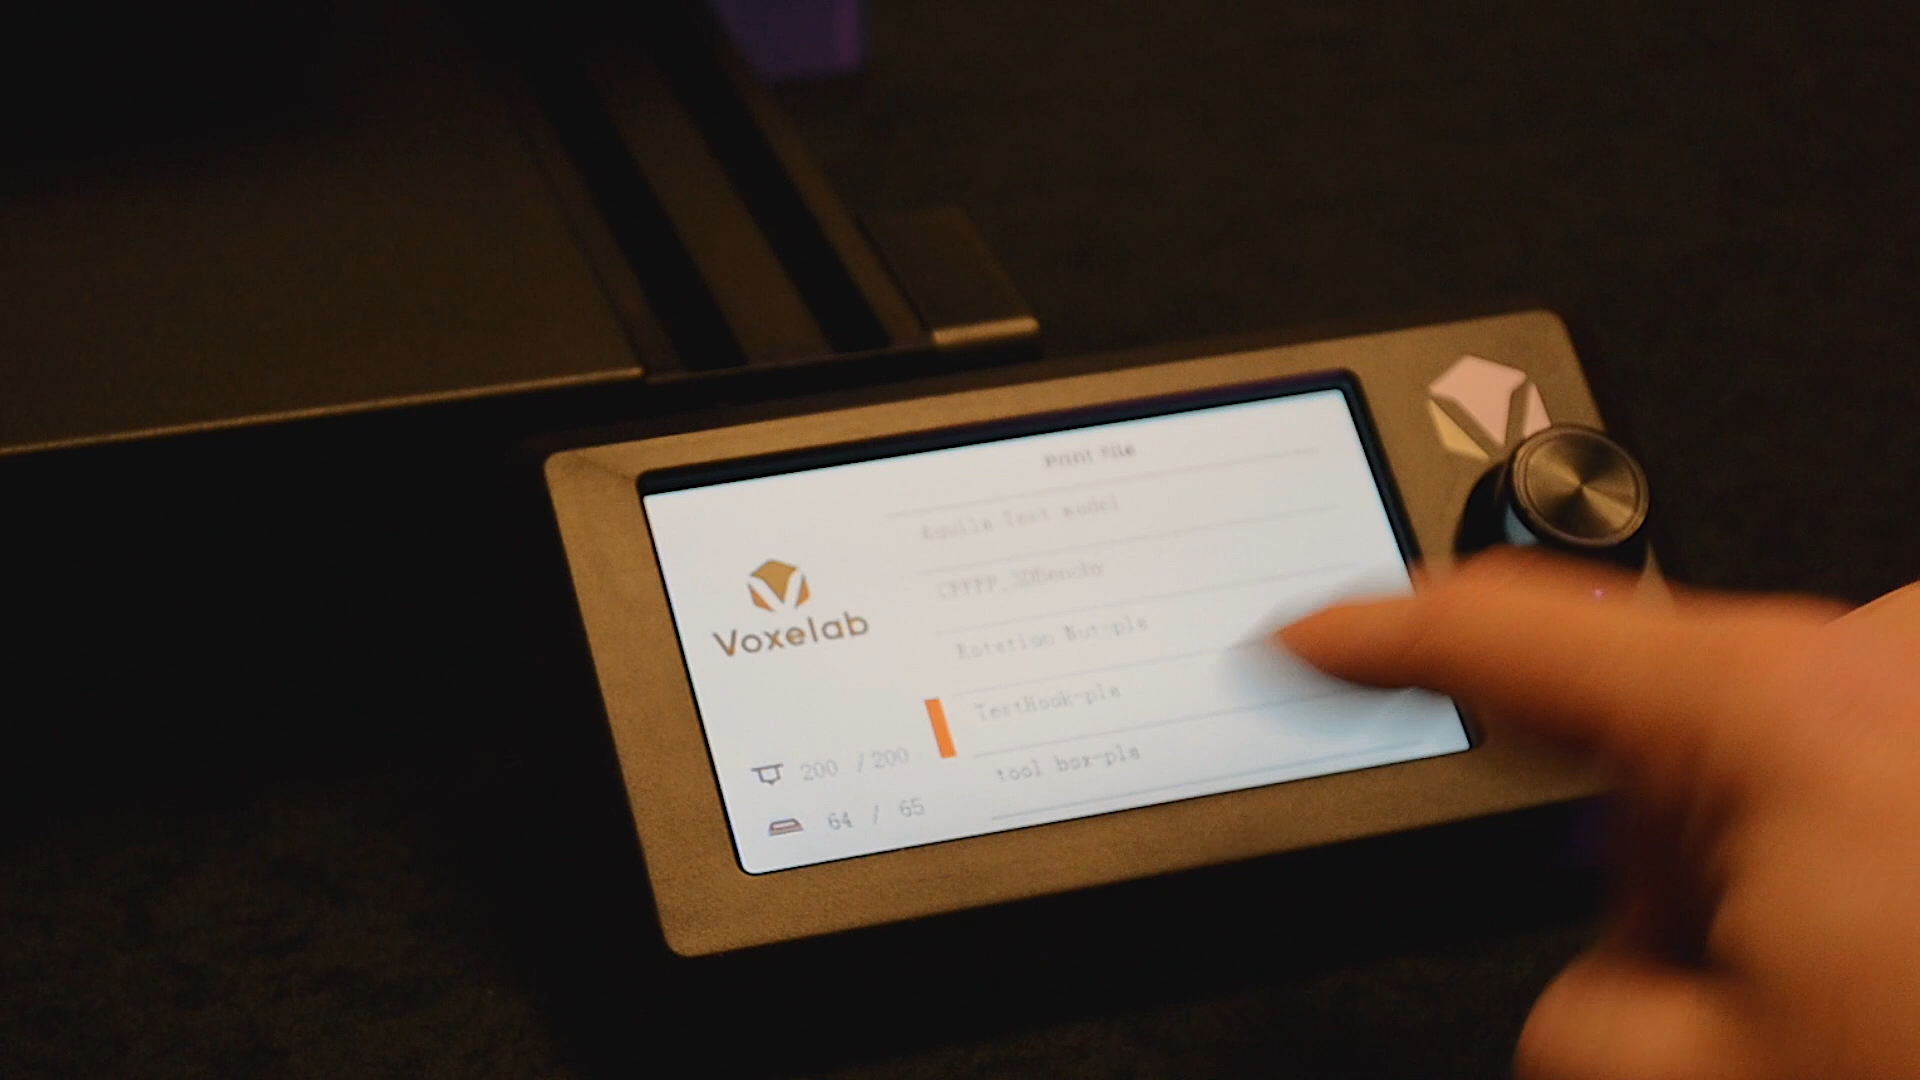 Print File
Aquila Test model
CFFFP_3DBenchy
Rotation Nut-pla
TestHook-pla
tool box-pla
Voxelab
200 / 200
64 / 65